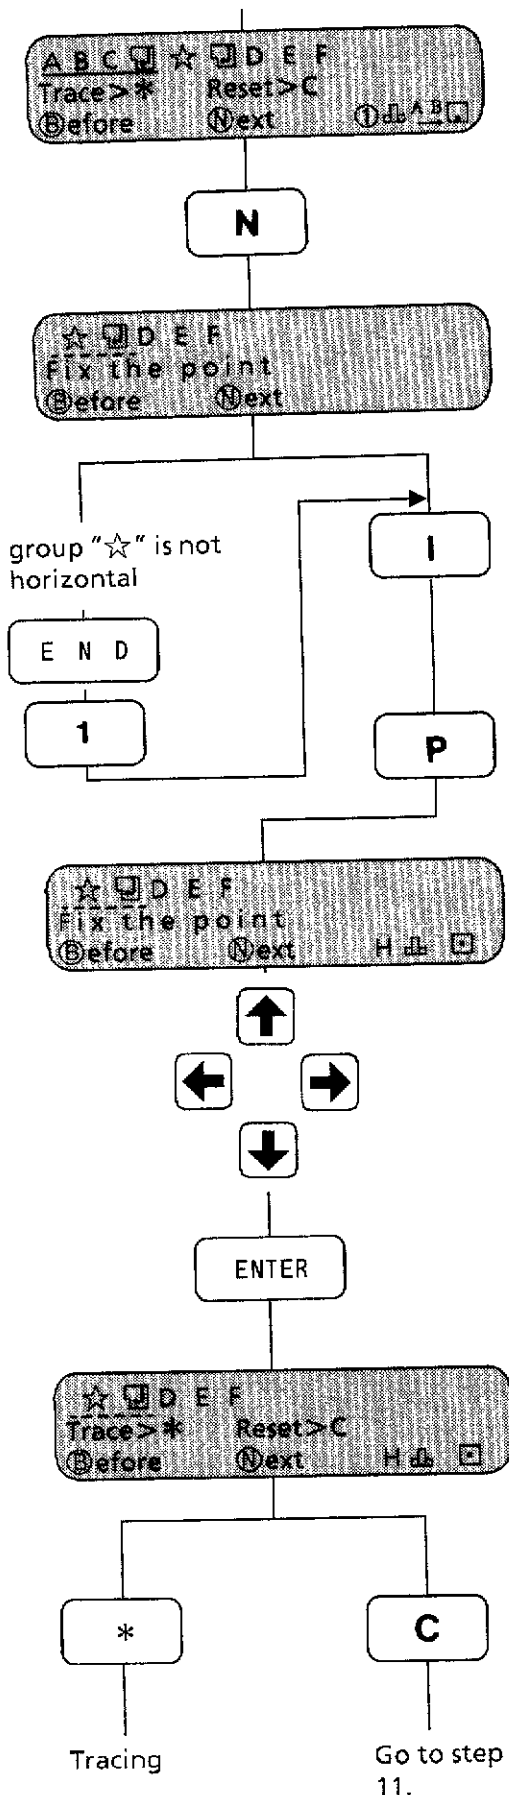 A B C ☆ D E F
Trace>* Reset>C
Ⓑefore Ⓝext ① A B
N
☆ D E F
Fix the point
Ⓑefore Ⓝext
group "☆" is not
horizontal
I
E N D
1
P
☆ D E F
Fix the point
Ⓑefore Ⓝext H
ENTER
☆ D E F
Trace>* Reset>C
Ⓑefore Ⓝext H
*
C
Tracing
Go to step
11.